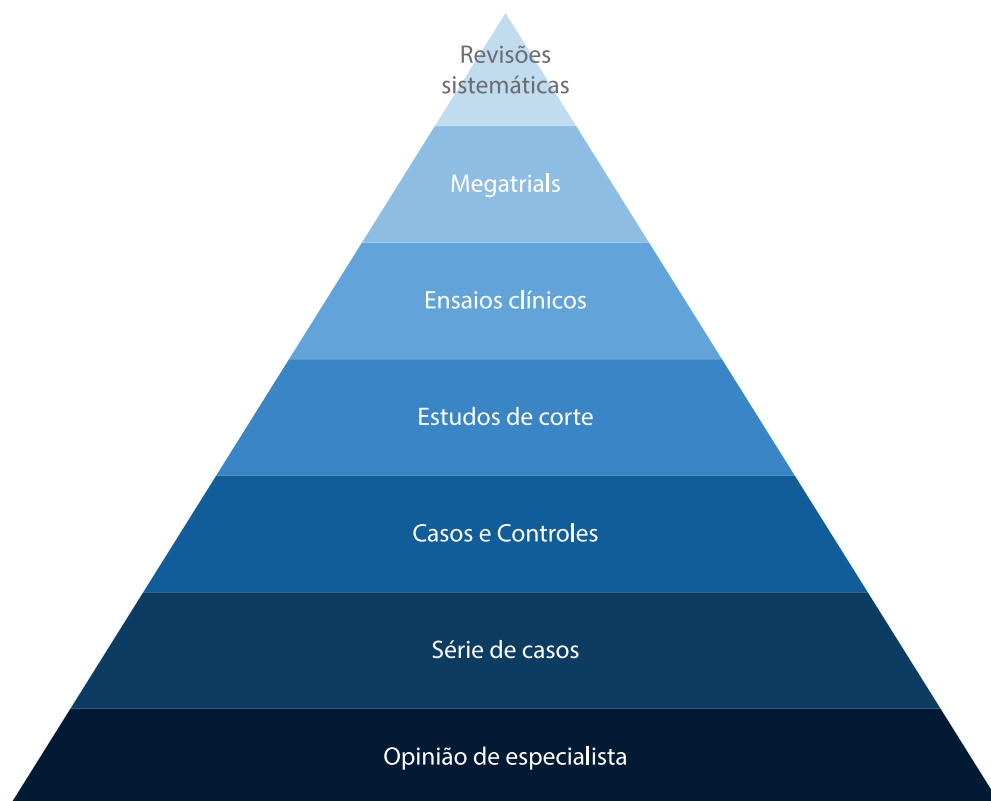 Revisões
sistemáticas
Megatrials
Ensaios clínicos
Estudos de corte
Casos e Controles
Série de casos
Opinião de especialista